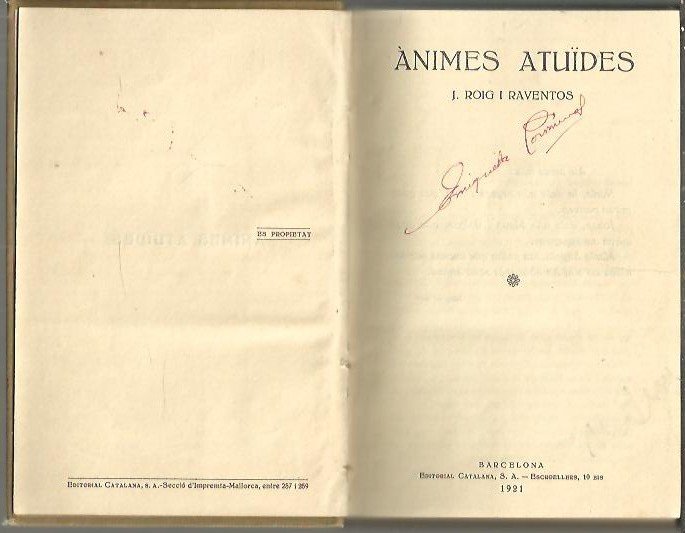 ES PROPIETAT
EDITORIAL CATALANA, S. A.-Secció d'Impremta-Mallorca, entre 257 i 259
ÀNIMES ATUÏDES
J. ROIG I RAVENTOS
Enriqueta
BARCELONA
EDITORIAL CATALANA, S. A. — ESCUDELLERS, 10 BIS
1921